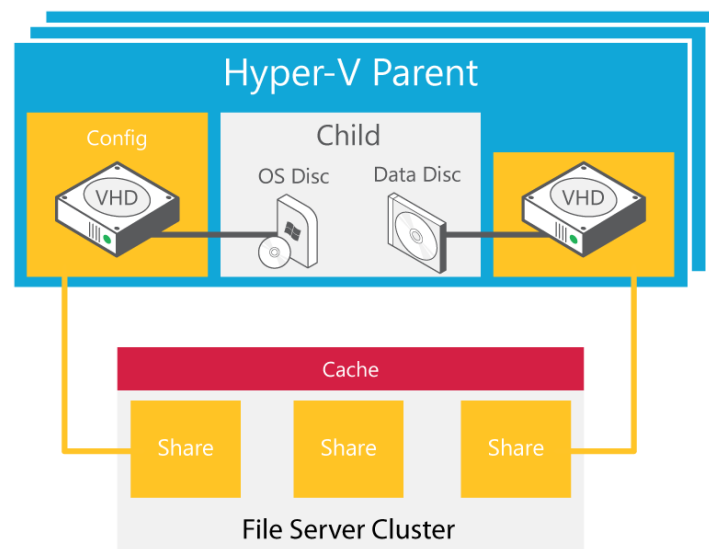 Hyper-V Parent
Config
Child
OS Disc
Data Disc
VHD
VHD
Cache
Share
Share
Share
File Server Cluster